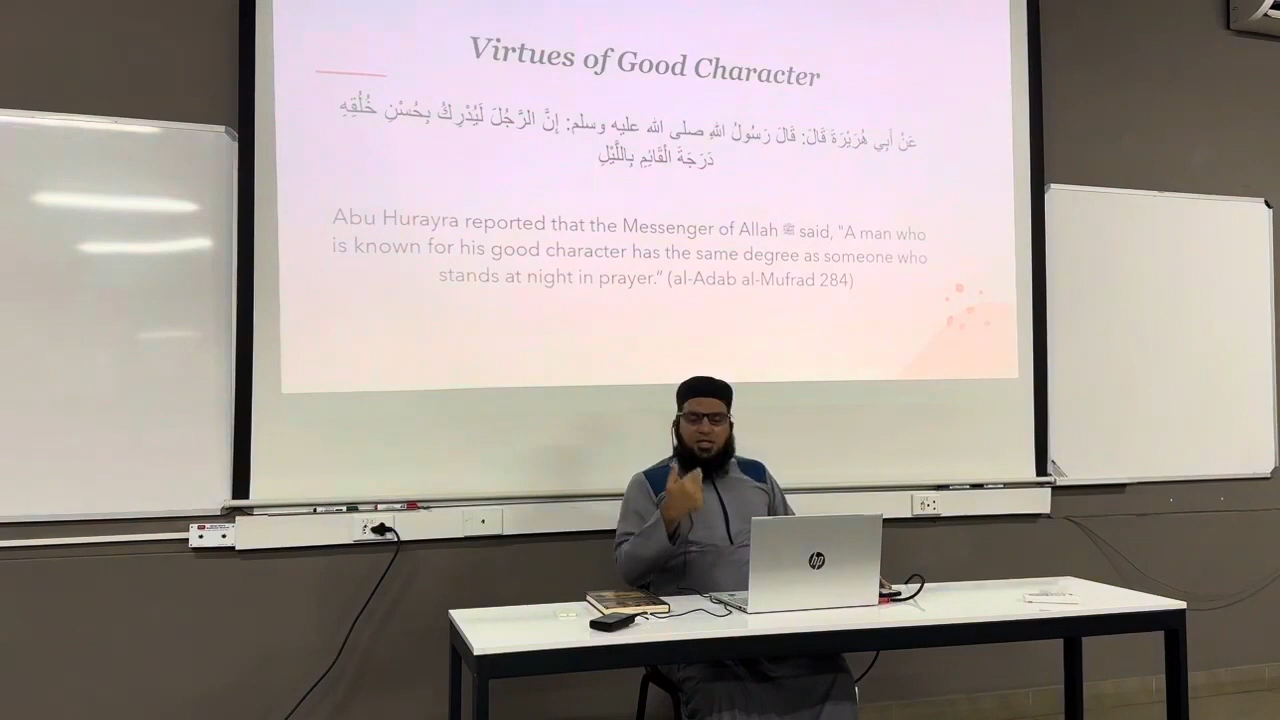 Virtues of Good Character
عَنْ أَبِي هُرَيْرَةَ قَالَ: قَالَ رَسُولُ اللَّهِ صلى الله عليه وسلم: إِنَّ الرَّجُلَ لَيُدْرِكُ بِحُسْنِ خُلُقِهِ
دَرَجَةَ الْقَائِمِ بِاللَّيْلِ
Abu Hurayra reported that the Messenger of Allah ﷺ said, "A man who
is known for his good character has the same degree as someone who
stands at night in prayer.” (al-Adab al-Mufrad 284)
hp